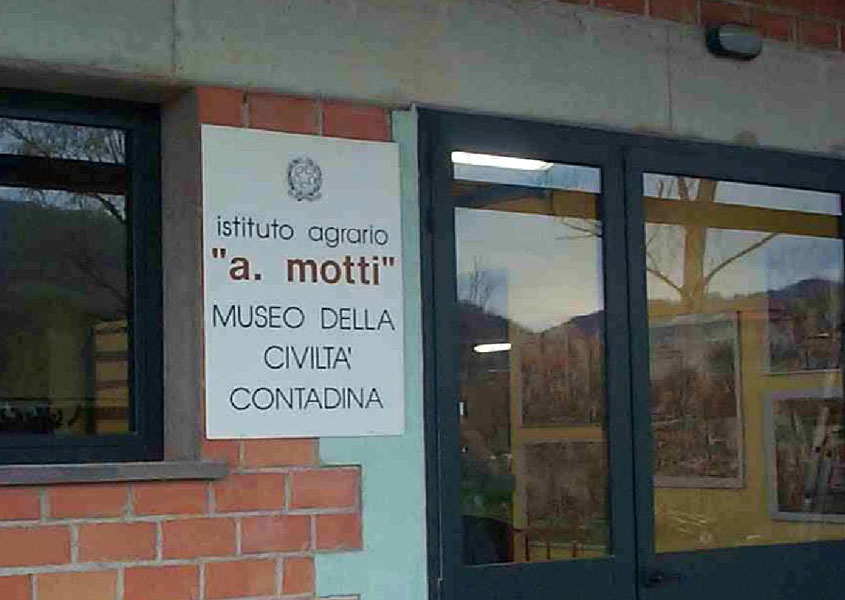 istituto agrario
"a. motti"
MUSEO DELLA
CIVILTA'
CONTADINA